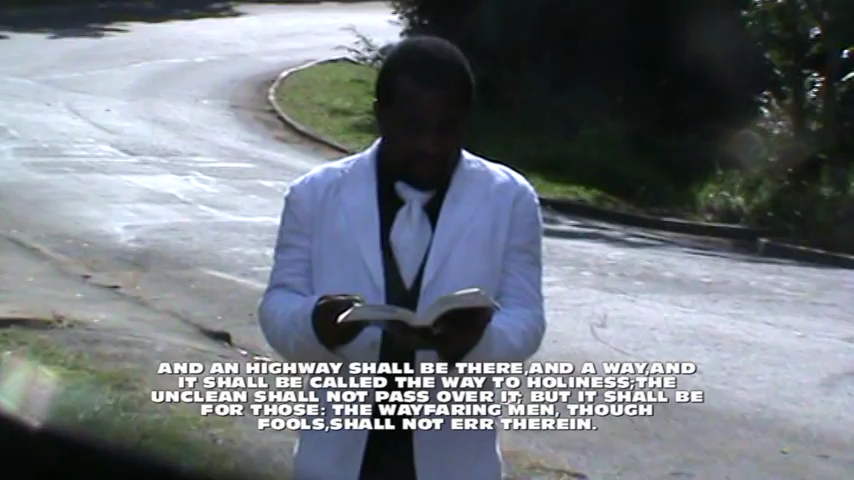 AND AN HIGHWAY SHALL BE THERE,AND A WAY,AND
IT SHALL BE CALLED THE WAY TO HOLINESS;THE
UNCLEAN SHALL NOT PASS OVER IT; BUT IT SHALL BE
FOR THOSE: THE WAYFARING MEN, THOUGH
FOOLS,SHALL NOT ERR THEREIN.